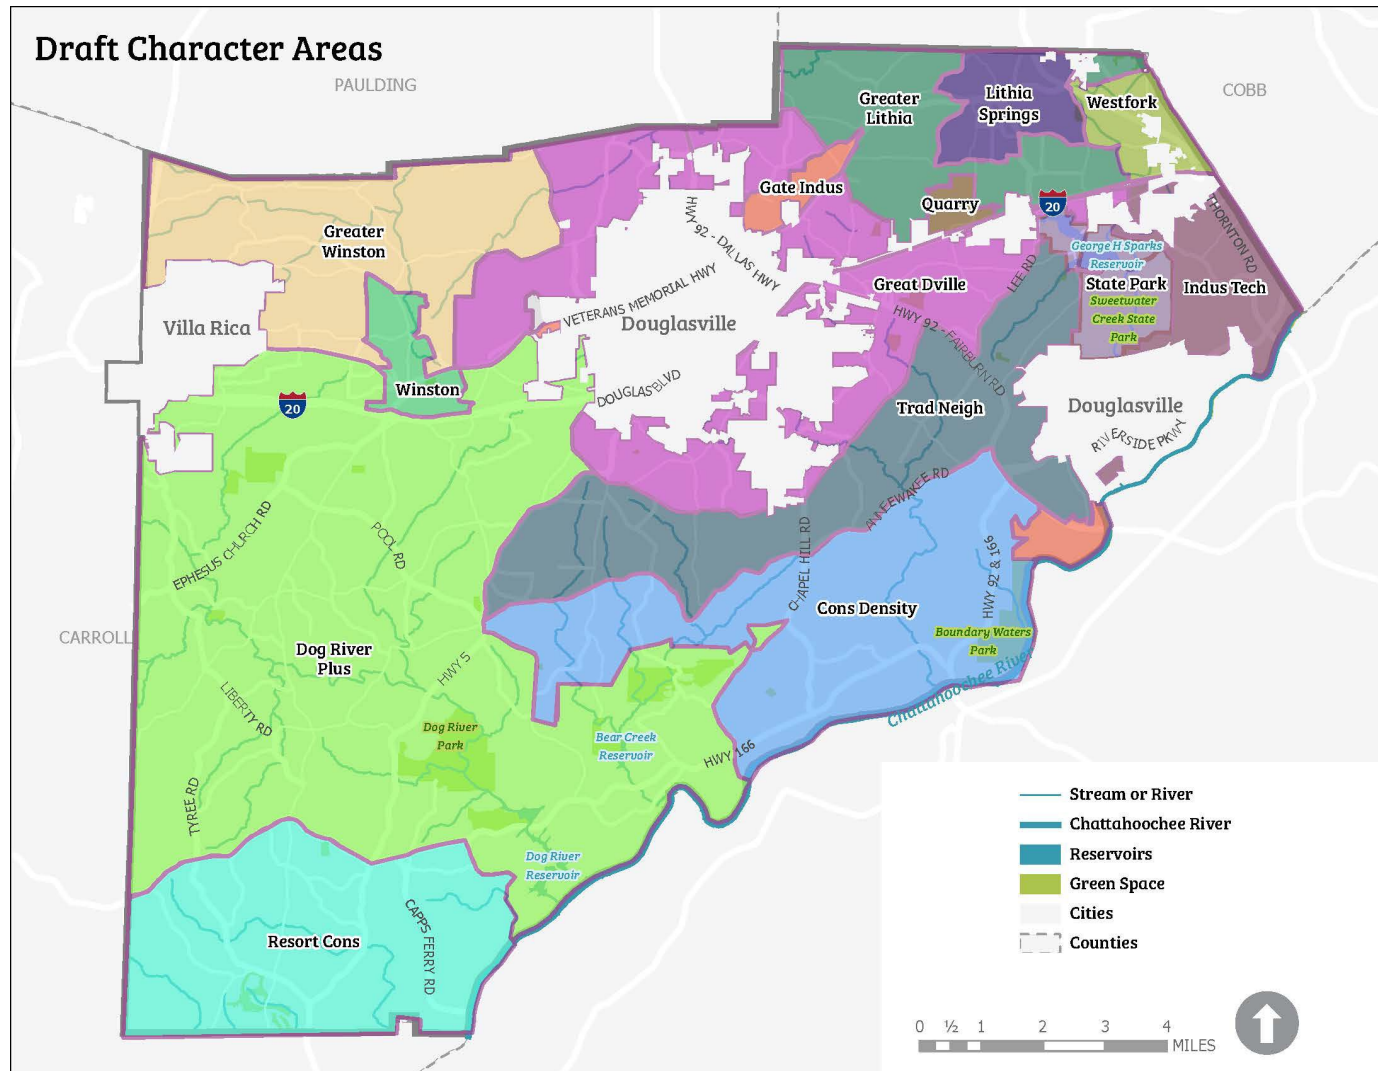 Draft Character Areas
PAULDING
COBB
Greater
Lithia
Lithia
Springs
Westfork
Gate Indus
Quarry
20
THORNTON RD
HWY 92 - DALLAS HWY
Greater
Winston
George H Sparks
Reservoir
LEE RD
Great Dville
State Park
Indus Tech
Sweetwater
Creek State
Park
VETERANS MEMORIAL HWY
Villa Rica
Douglasville
HWY 92 - FAIRBURN RD
Winston
DOUGLAS BLVD
20
Trad Neigh
Douglasville
RIVERSIDE PKWY
ANNEEWAKEE RD
EPHESUS CHURCH RD
POOL RD
CHAPEL HILL RD
HWY 92 & 166
Cons Density
CARROLL
Boundary Waters
Park
Dog River
Plus
HWY 5
Chattahoochee River
LIBERTY RD
Dog River
Park
Bear Creek
Reservoir
HWY 166
TYREE RD
Dog River
Reservoir
CAPPS FERRY RD
Resort Cons
Stream or River
Chattahoochee River
Reservoirs
Green Space
Cities
Counties
0 ½ 1 2 3 4
MILES